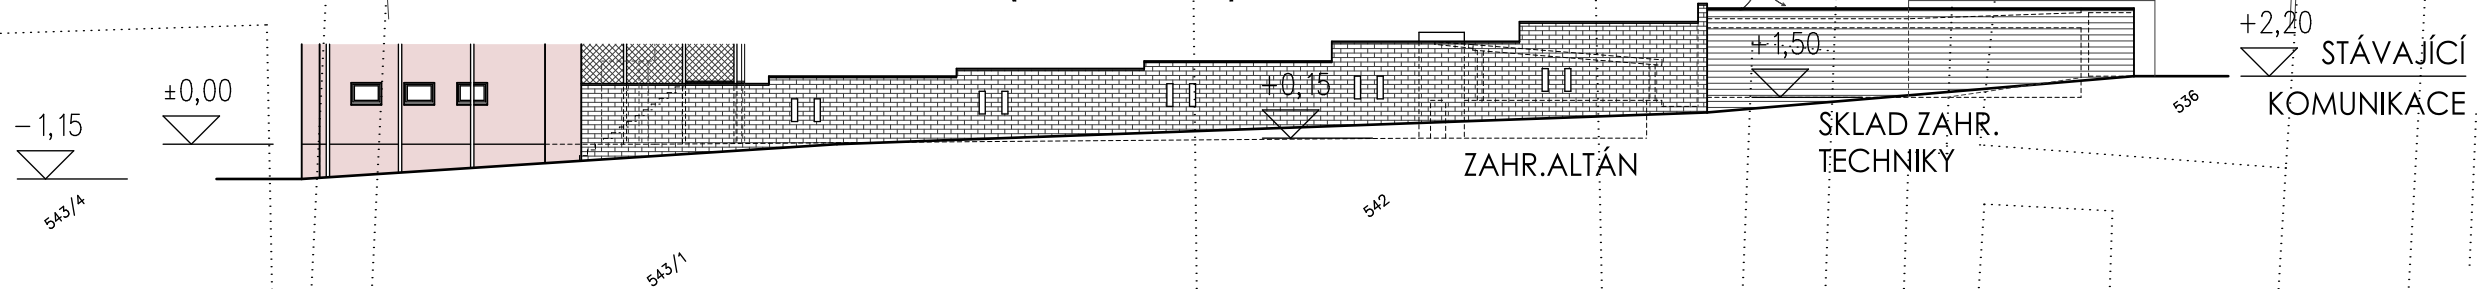 - 1,15
±0,00
+0,15
+1,50
+2,20
STÁVAJÍCÍ
KOMUNIKACE
SKLAD ZAHR.
TECHNIKY
ZAHR.ALTÁN
543/4
543/1
542
536